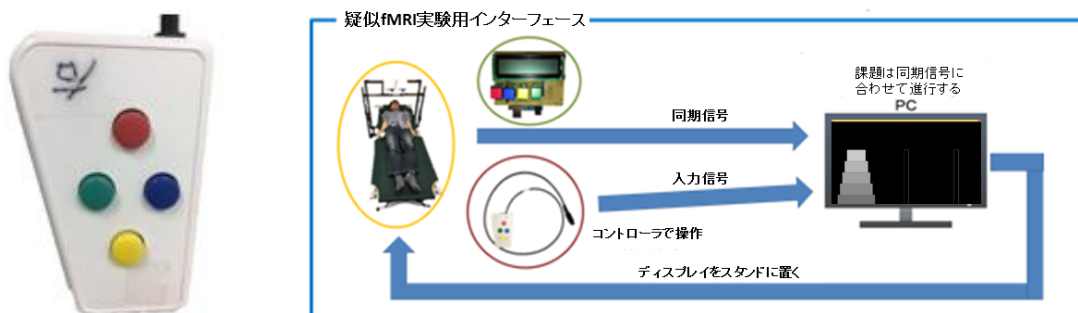 疑似fMRI実験用インターフェース
課題は同期信号に
合わせて進行する
PC
同期信号
入力信号
コントローラで操作
ディスプレイをスタンドに置く